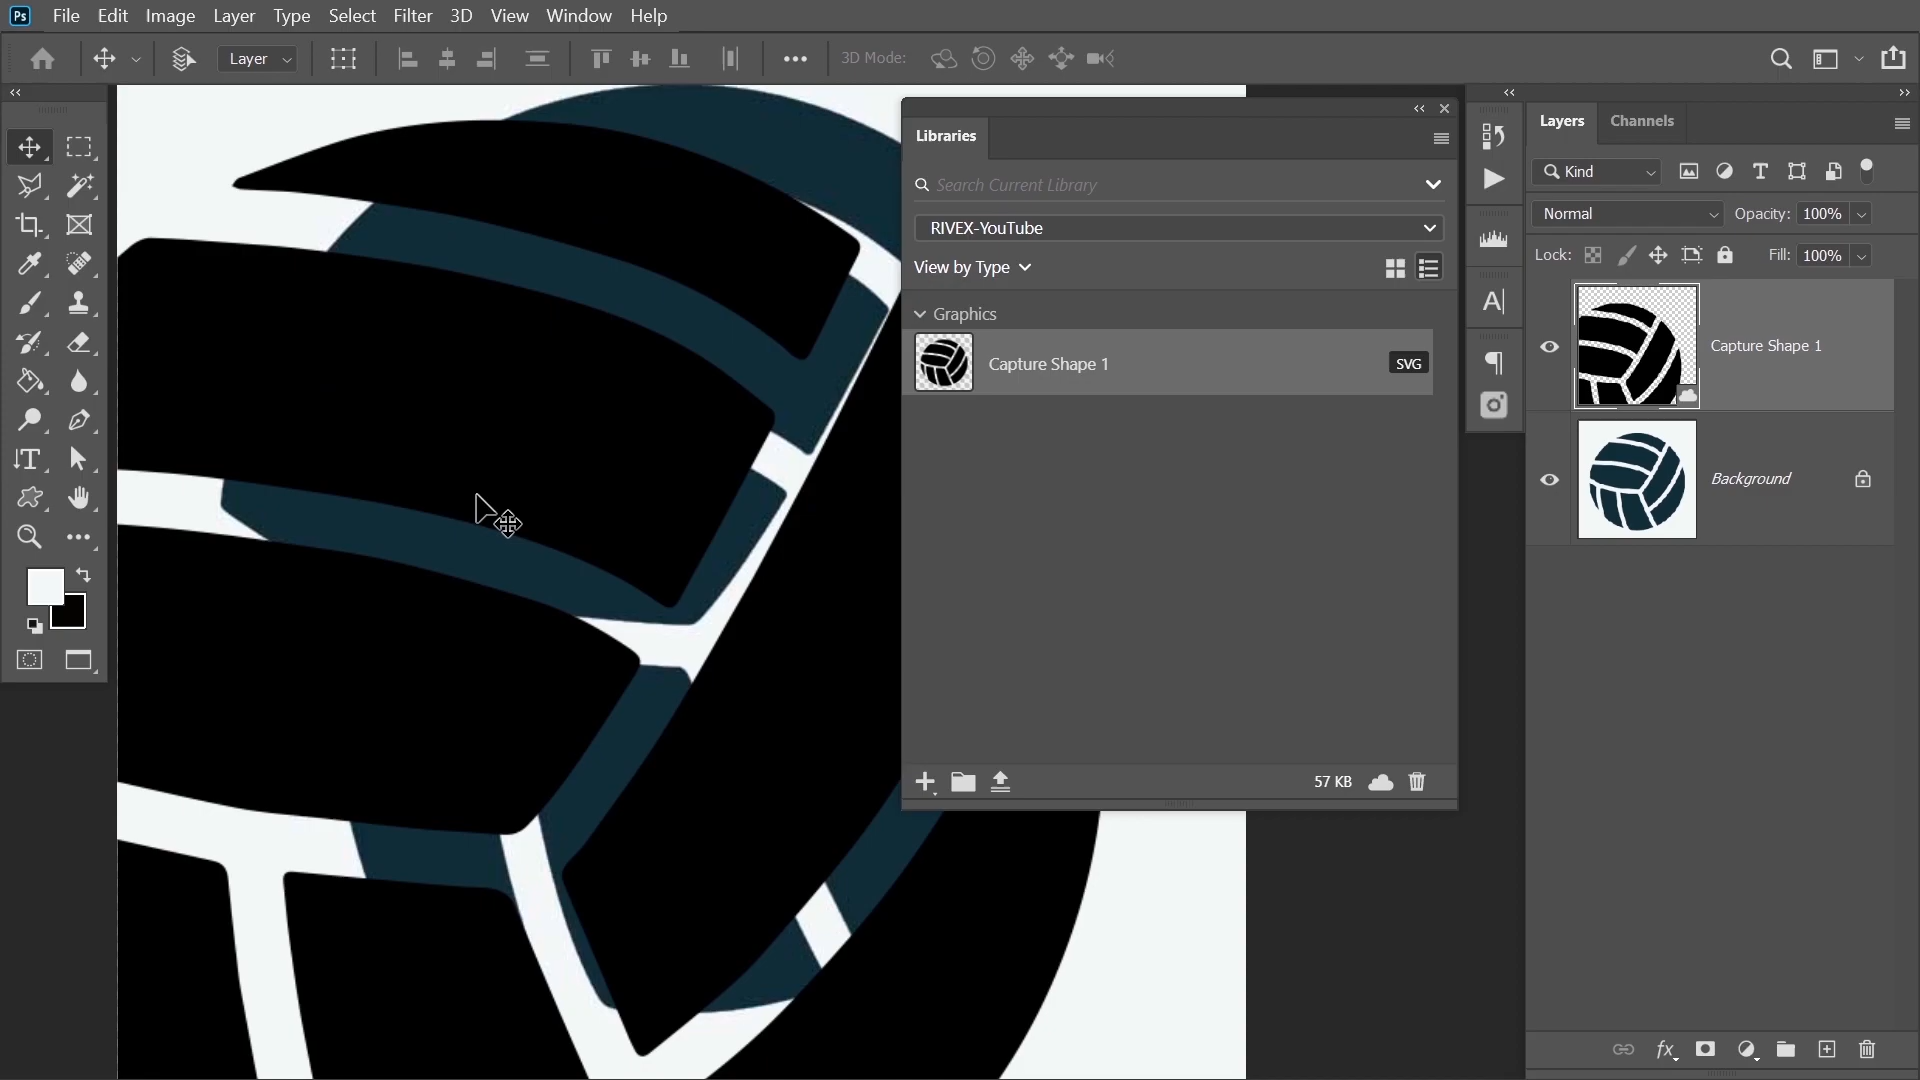 Ps File Edit Image Layer Type Select Filter 3D View Window Help
Layer 3D Mode:
Libraries
Search Current Library
RIVEX-YouTube
View by Type
Graphics
Capture Shape 1 SVG
57 KB
Layers Channels
Kind
Normal Opacity: 100%
Lock: Fill: 100%
Capture Shape 1
Background
fx